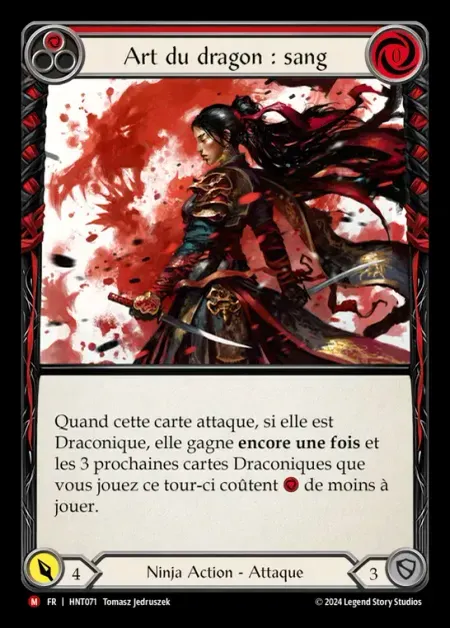 Art du dragon : sang
0
Quand cette carte attaque, si elle est
Draconique, elle gagne encore une fois et
les 3 prochaines cartes Draconiques que
vous jouez ce tour-ci coûtent de moins à
jouer.
4
Ninja Action - Attaque
3
M FR | HNT071 Tomasz Jedruszek
© 2024 Legend Story Studios